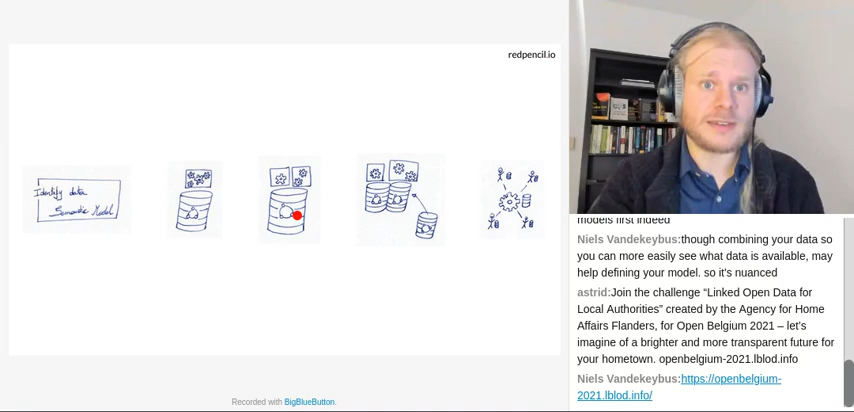 redpencil.io
Identify data
Semantic Model
models first indeed
Niels Vandekeybus:though combining your data so
you can more easily see what data is available, may
help defining your model. so it's nuanced
astrid:Join the challenge “Linked Open Data for
Local Authorities” created by the Agency for Home
Affairs Flanders, for Open Belgium 2021 – let's
imagine of a brighter and more transparent future for
your hometown. openbelgium-2021.lblod.info
Niels Vandekeybus:https://openbelgium-
2021.lblod.info/
Recorded with BigBlueButton.